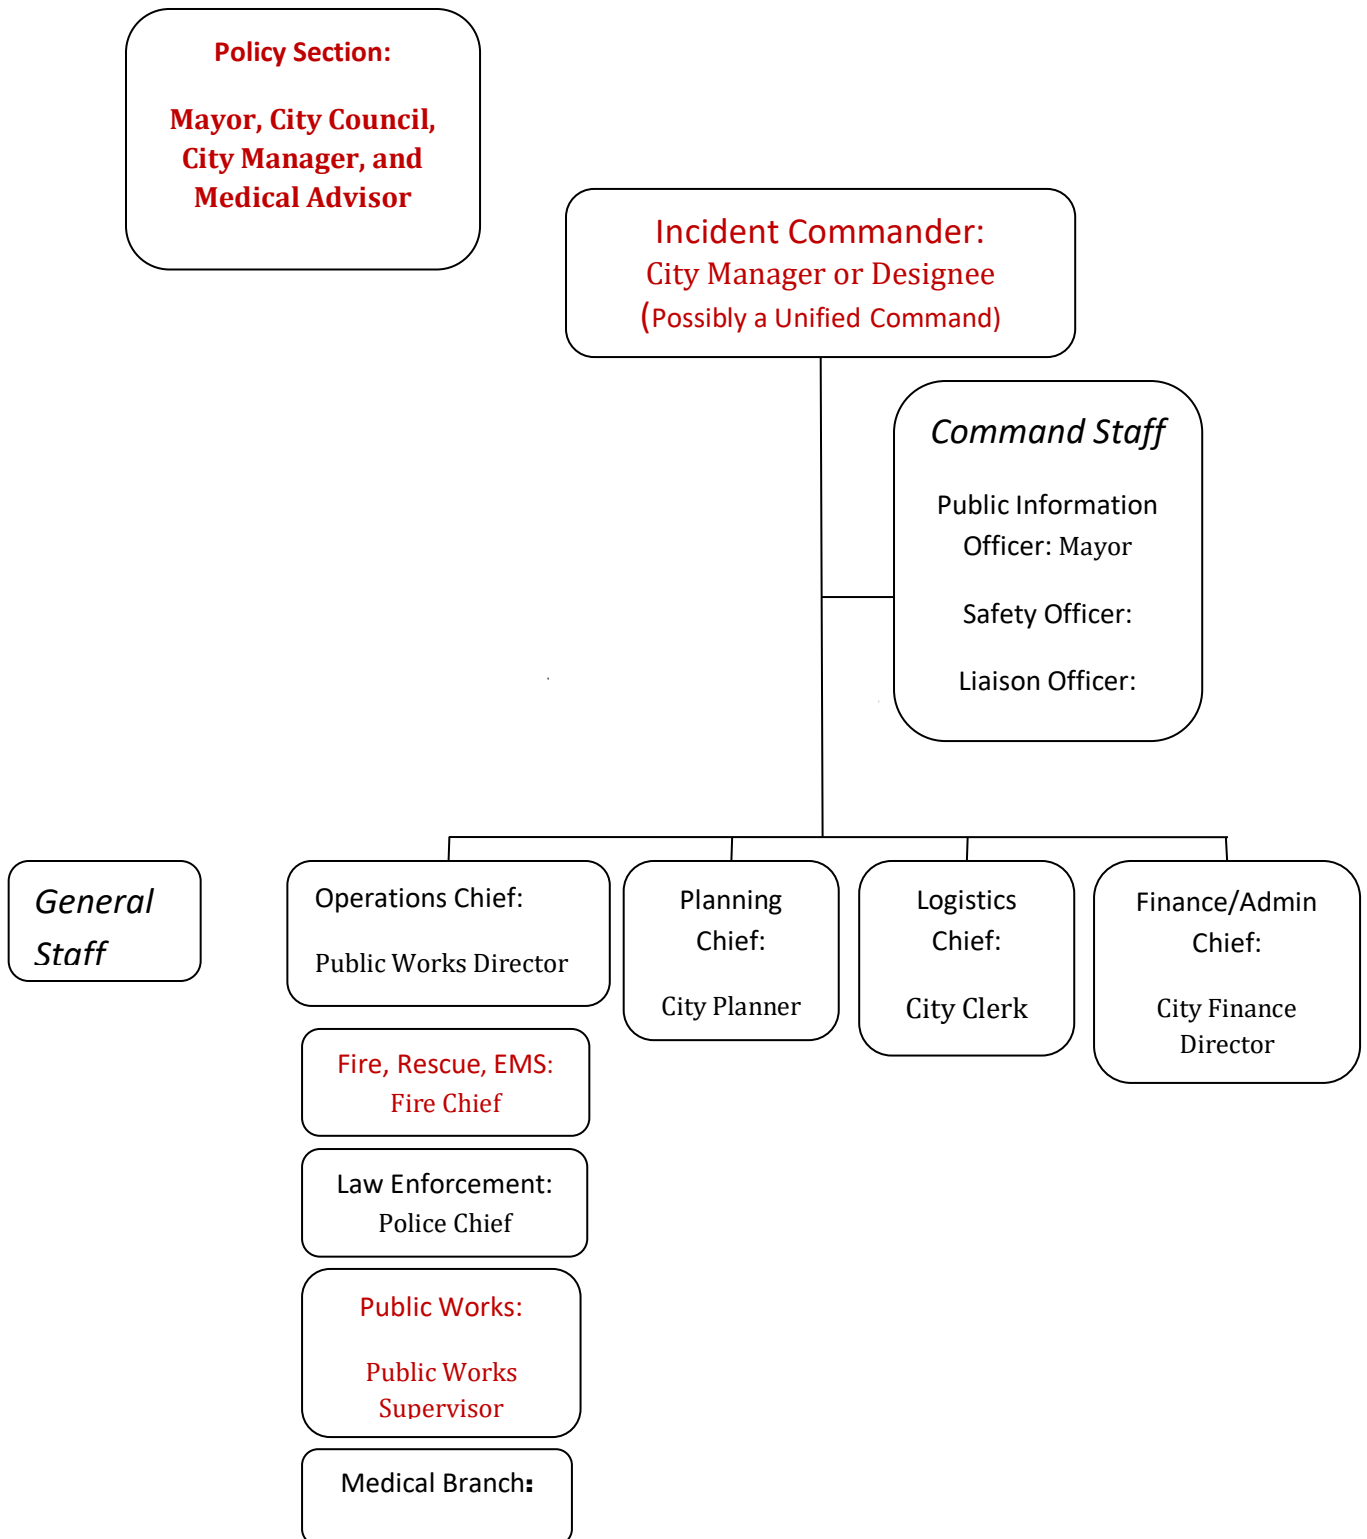 Policy Section:
Mayor, City Council,
City Manager, and
Medical Advisor
Incident Commander:
City Manager or Designee
(Possibly a Unified Command)
Command Staff
Public Information
Officer: Mayor
Safety Officer:
Liaison Officer:
General
Staff
Operations Chief:
Public Works Director
Planning
Chief:
City Planner
Logistics
Chief:
City Clerk
Finance/Admin
Chief:
City Finance
Director
Fire, Rescue, EMS:
Fire Chief
Law Enforcement:
Police Chief
Public Works:
Public Works
Supervisor
Medical Branch: